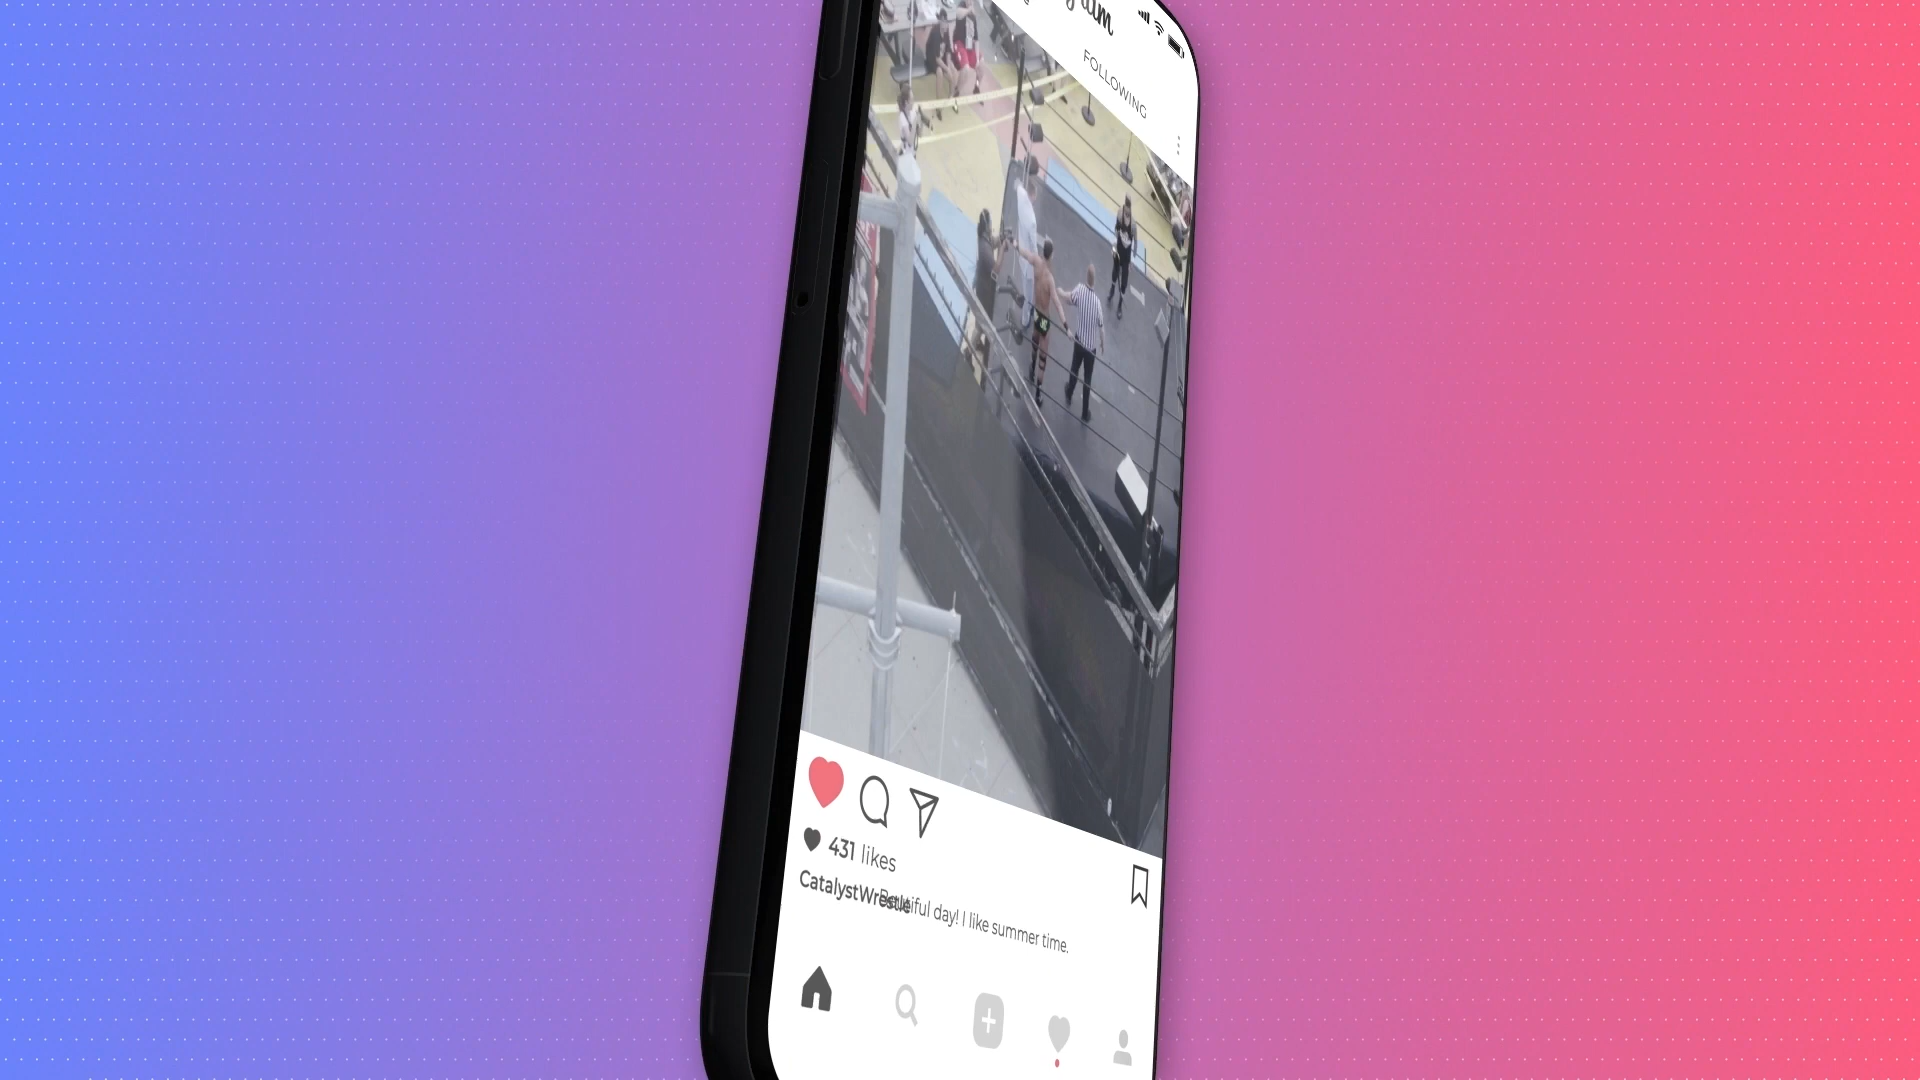 FOLLOWING
431 likes
CatalystWrestle
Beautiful day! I like summer time.